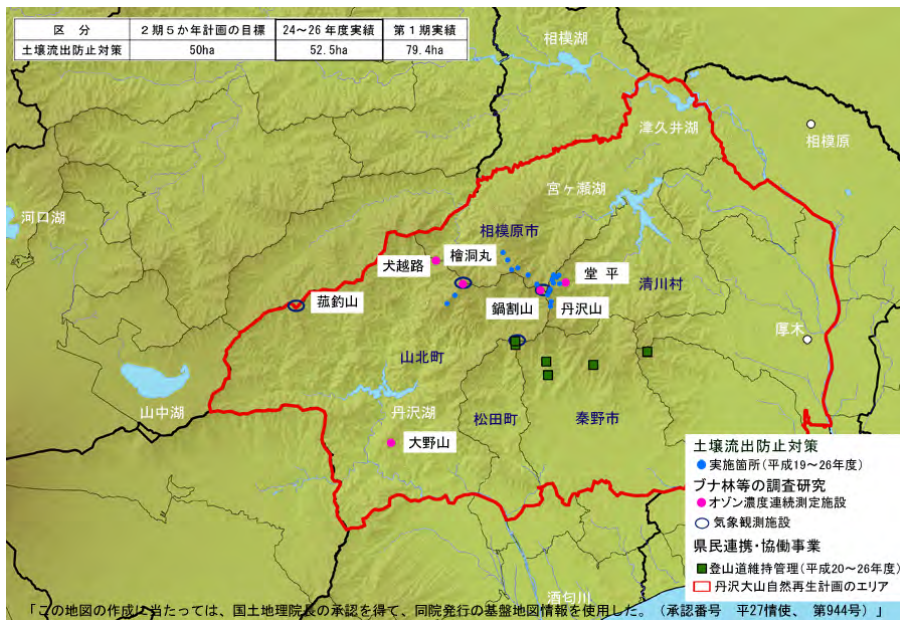 区 分 2期5か年計画の目標 24～26年度実績 第1期実績
土壌流出防止対策 50ha 52.5ha 79.4ha
相模湖
津久井湖
相模原
宮ヶ瀬湖
河口湖
相模原市
犬越路
檜洞丸
堂 平
清川村
菰釣山
鍋割山
丹沢山
厚木
山北町
山中湖
丹沢湖
松田町
秦野市
大野山
土壌流出防止対策
実施箇所(平成19～26年度)
ブナ林等の調査研究
オゾン濃度連続測定施設
気象観測施設
県民連携・協働事業
登山道維持管理(平成20～26年度)
丹沢大山自然再生計画のエリア
酒匂川
「この地図の作成に当たっては、国土地理院長の承認を得て、同院発行の基盤地図情報を使用した。(承認番号 平27情使、 第944号)」